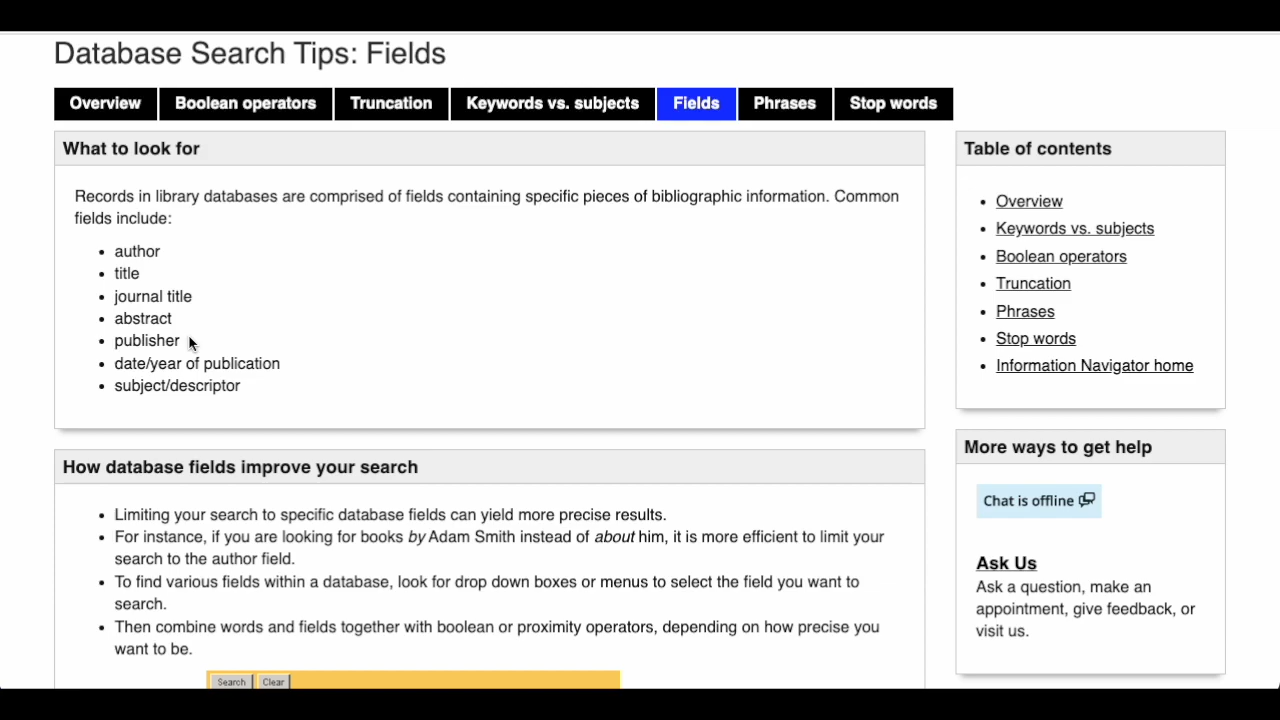 Database Search Tips: Fields
Overview
Boolean operators
Truncation
Keywords vs. subjects
Fields
Phrases
Stop words
What to look for
Records in library databases are comprised of fields containing specific pieces of bibliographic information. Common
fields include:
• author
• title
• journal title
• abstract
• publisher
• date/year of publication
• subject/descriptor
How database fields improve your search
• Limiting your search to specific database fields can yield more precise results.
• For instance, if you are looking for books by Adam Smith instead of about him, it is more efficient to limit your
search to the author field.
• To find various fields within a database, look for drop down boxes or menus to select the field you want to
search.
• Then combine words and fields together with boolean or proximity operators, depending on how precise you
want to be.
Search
Clear
Table of contents
• Overview
• Keywords vs. subjects
• Boolean operators
• Truncation
• Phrases
• Stop words
• Information Navigator home
More ways to get help
Chat is offline
Ask Us
Ask a question, make an
appointment, give feedback, or
visit us.